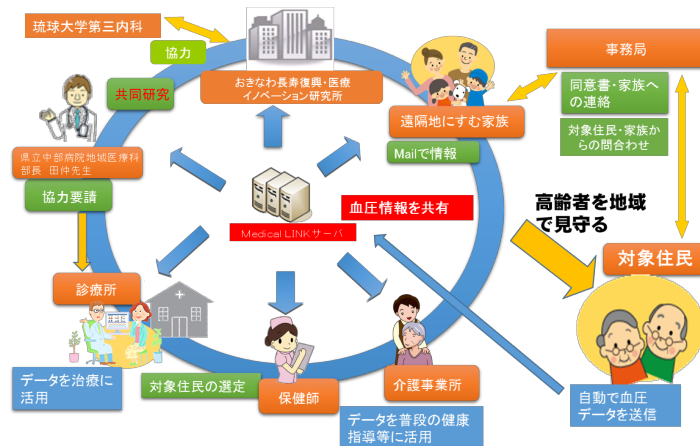 琉球大学第三内科
協力
共同研究
おきなわ長寿復興・医療
イノベーション研究所
事務局
同意書・家族へ
の連絡
対象住民・家族か
らの問合わせ
遠隔地にすむ家族
Mailで情報
県立中部病院地域医療科
部長 田仲先生
協力要請
血圧情報を共有
Medical LINKサーバ
高齢者を地域
で見守る
対象住民
診療所
データを治療に
活用
対象住民の選定
保健師
介護事業所
データを普段の健康
指導等に活用
自動で血圧
データを送信